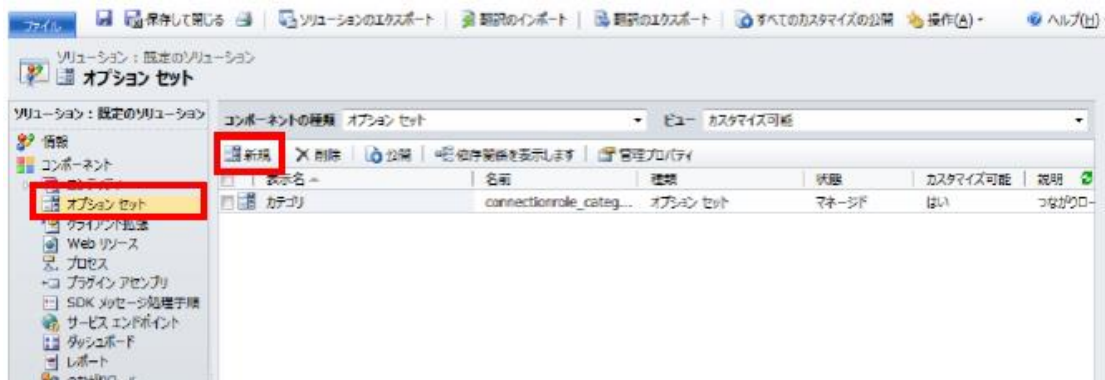 ファイル 保存して閉じる ソリューションのエクスポート 翻訳のインポート 翻訳のエクスポート すべてのカスタマイズの公開 操作(A) ヘルプ(H)
ソリューション : 既定のソリューション
オプション セット
ソリューション : 既定のソリューション
コンポーネントの種類 オプション セット ビュー カスタマイズ可能
情報
コンポーネント
オプション セット
クライアント拡張
Web リソース
プロセス
プラグイン アセンブリ
SDK メッセージ処理手順
サービス エンドポイント
ダッシュボード
レポート
新規 削除 公開 依存関係を表示します 管理プロパティ
表示名 名前 種類 状態 カスタマイズ可能 説明
カテゴリ connectionrole_categ... オプション セット マネージド はい つながりロー